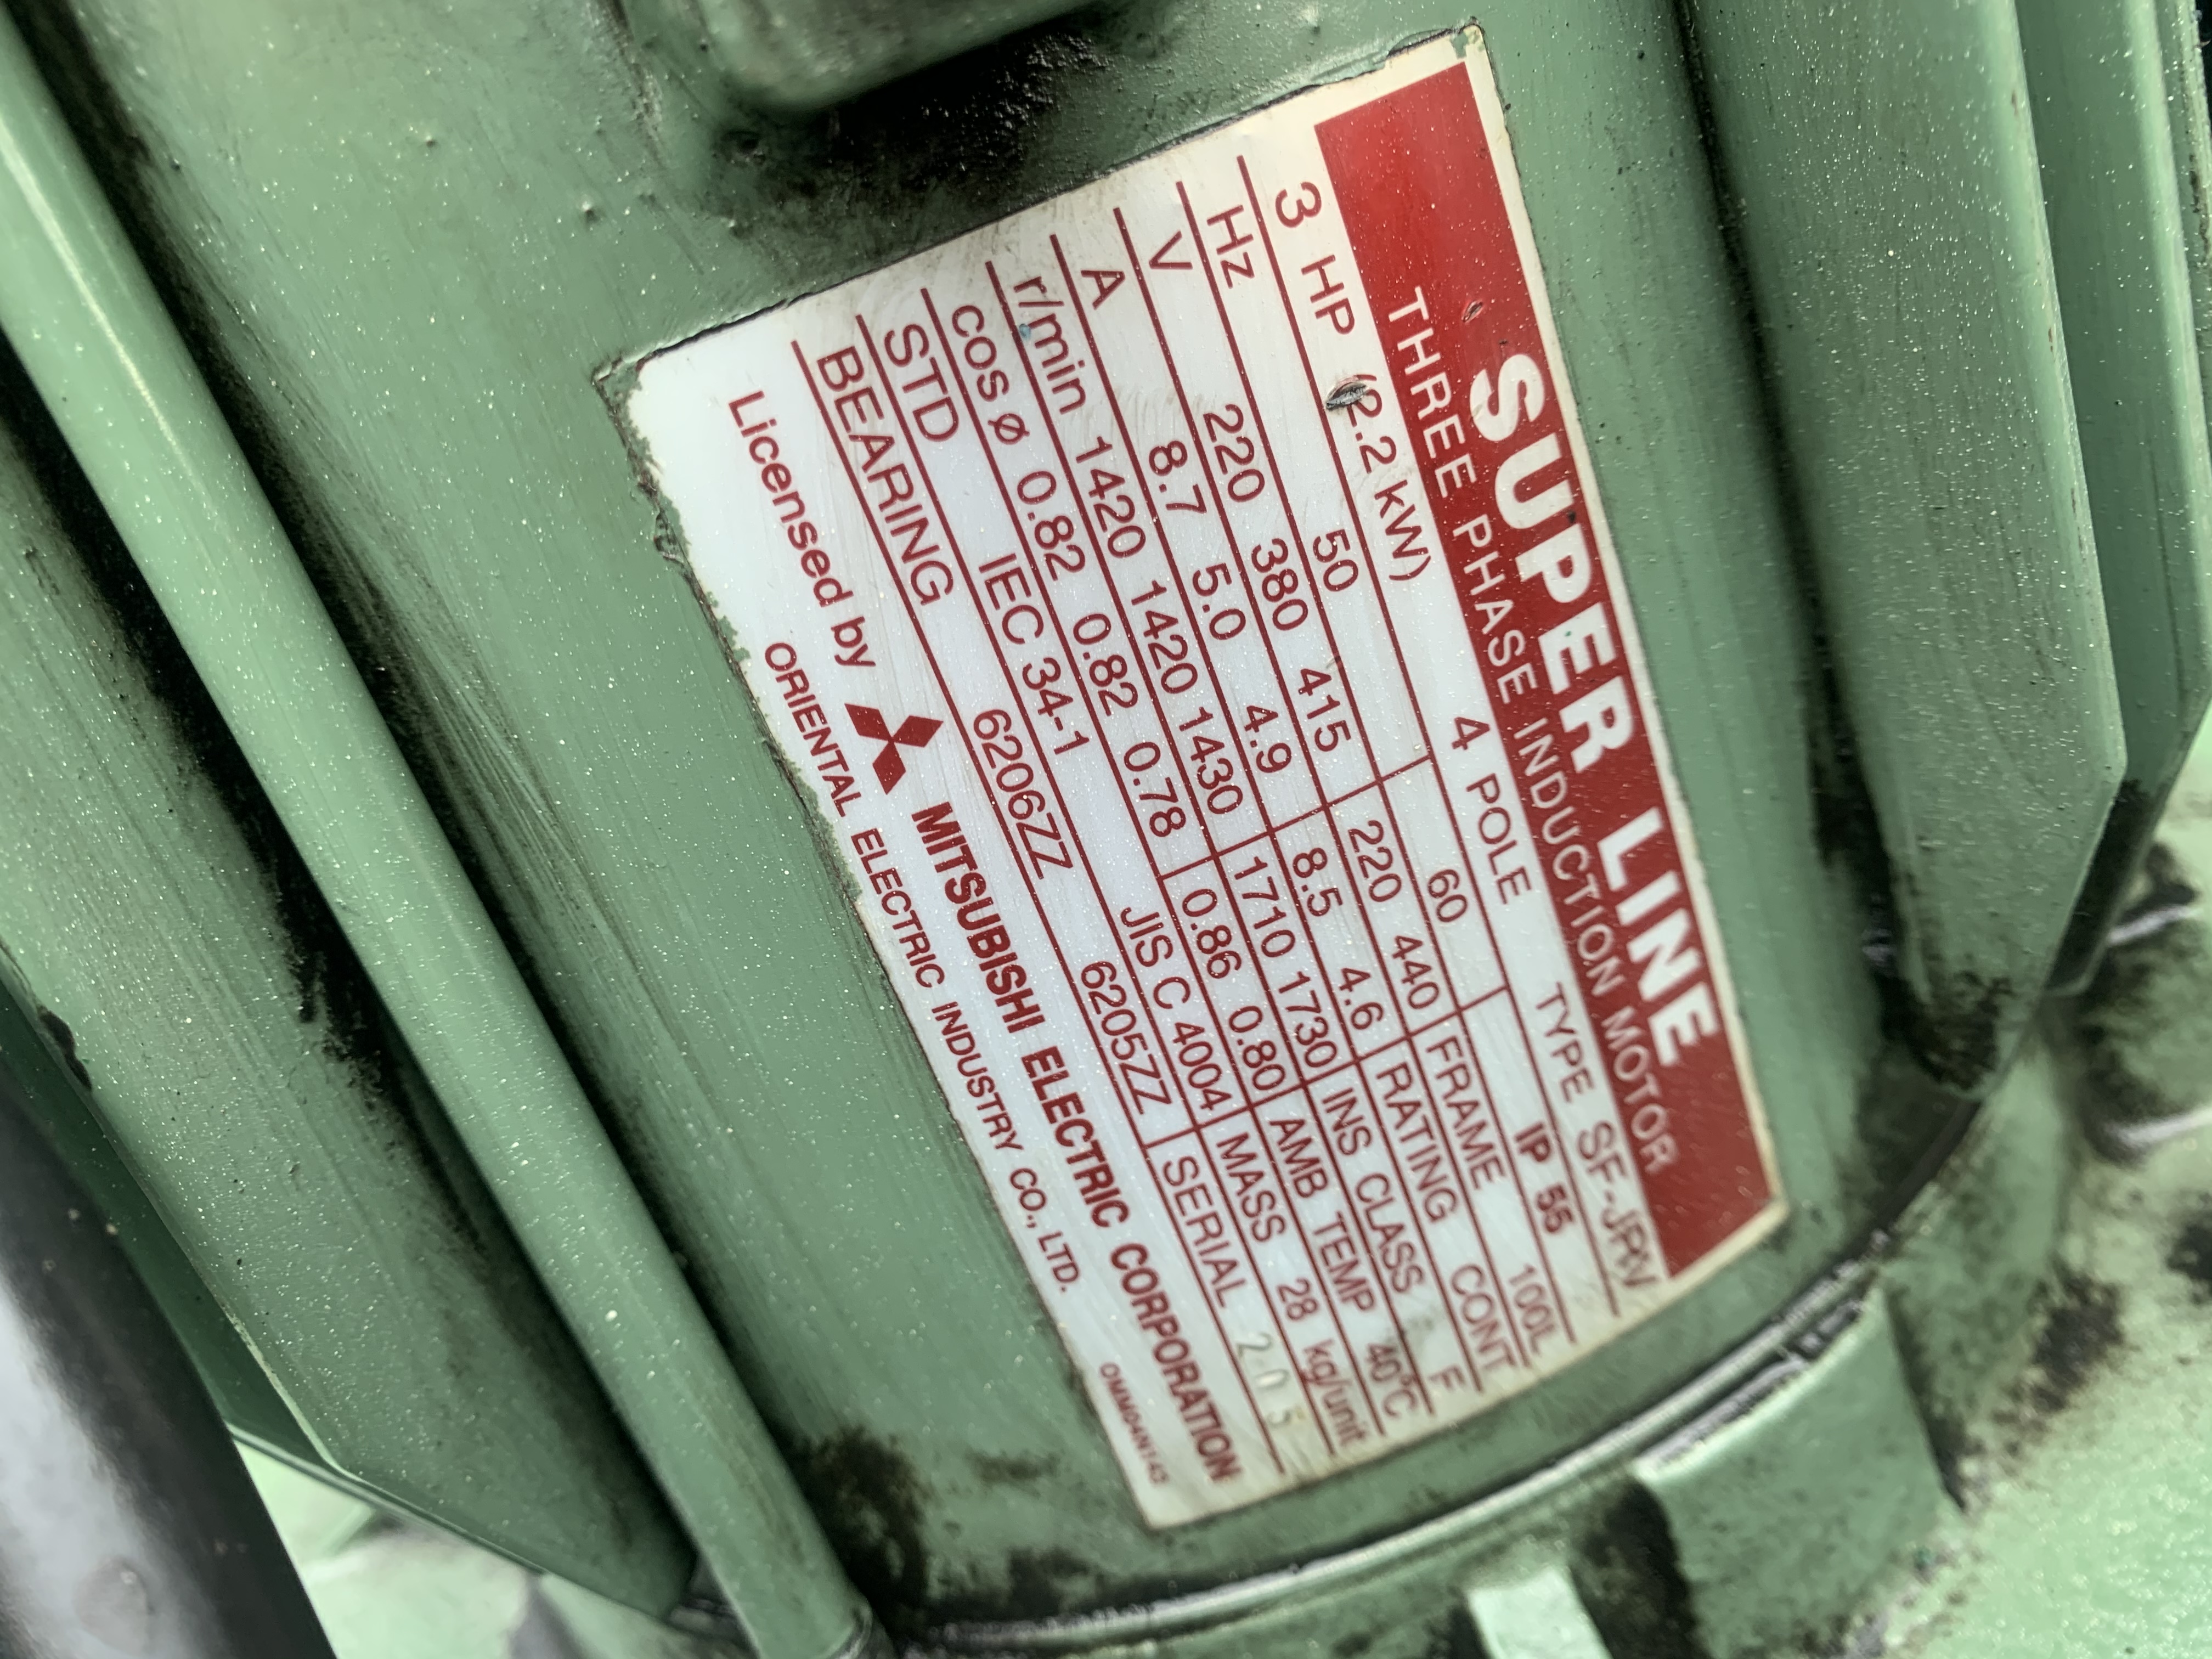 SUPER LINE
THREE PHASE INDUCTION MOTOR
3 HP (2.2 kW) 4 POLE TYPE SF-JRV
Hz 50 60 IP 55
V 220 380 415 220 440 FRAME 100L
A 8.7 5.0 4.9 8.5 4.6 RATING CONT
r/min 1420 1420 1430 1710 1730 INS CLASS F
cos ø 0.82 0.82 0.78 0.86 0.80 AMB TEMP 40°C
STD IEC 34-1 JIS C 4004 MASS 28 kg/unit
BEARING 6206ZZ 6205ZZ SERIAL
Licensed by MITSUBISHI ELECTRIC CORPORATION
ORIENTAL ELECTRIC INDUSTRY CO., LTD.